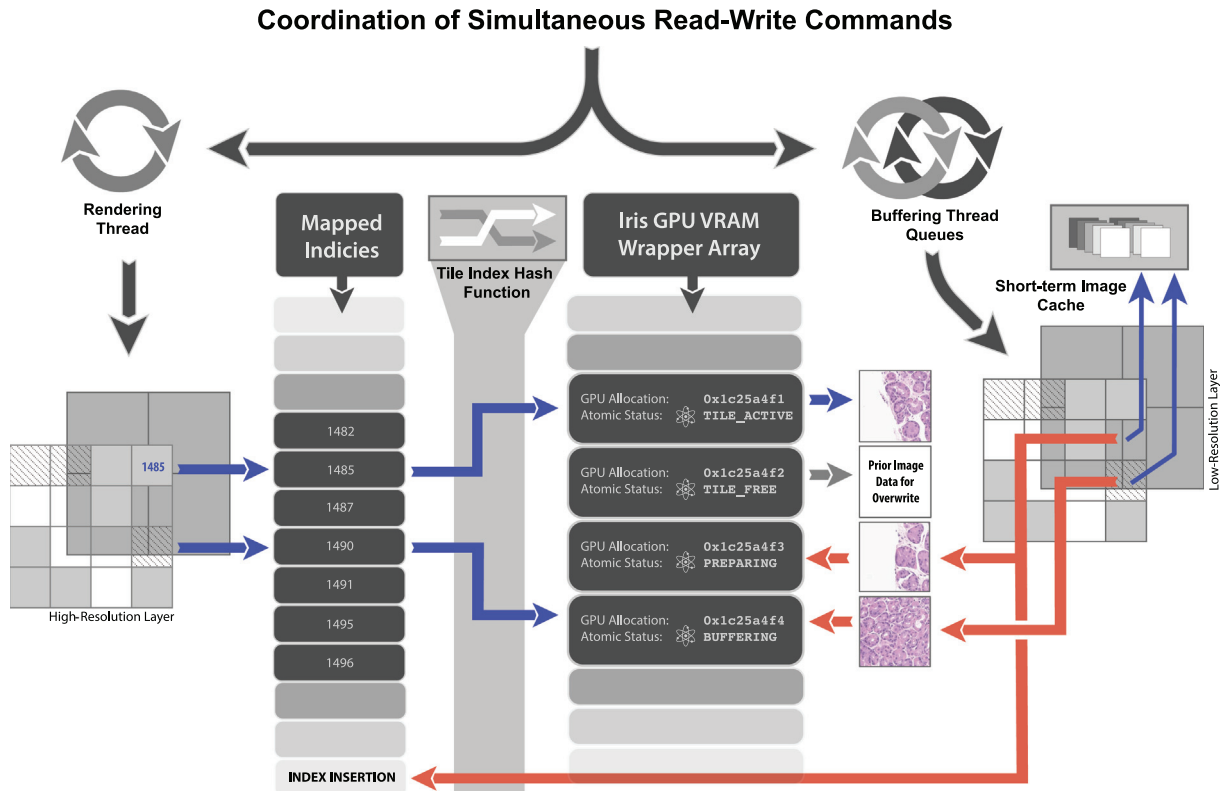 Coordination of Simultaneous Read-Write Commands
Rendering
Thread
Mapped
Indicies
Tile Index Hash
Function
Iris GPU VRAM
Wrapper Array
Buffering Thread
Queues
Short-term Image
Cache
1485
High-Resolution Layer
1482
1485
1487
1490
1491
1495
1496
INDEX INSERTION
GPU Allocation: 0x1c25a4f1
Atomic Status: TILE_ACTIVE
GPU Allocation: 0x1c25a4f2
Atomic Status: TILE_FREE
GPU Allocation: 0x1c25a4f3
Atomic Status: PREPARING
GPU Allocation: 0x1c25a4f4
Atomic Status: BUFFERING
Prior Image
Data for
Overwrite
Low-Resolution Layer